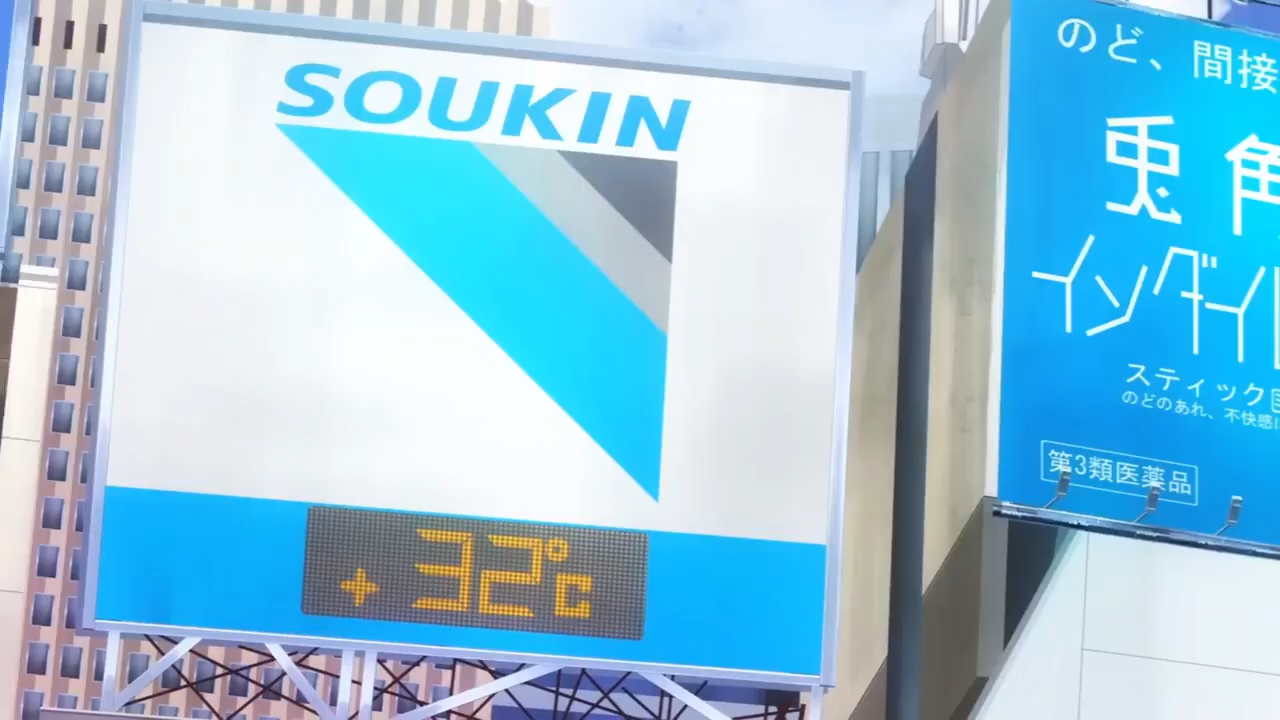 SOUKIN
+32℃
のど、間接
兎角
インダイ
スティック
のどのあれ、不快感に
第3類医薬品